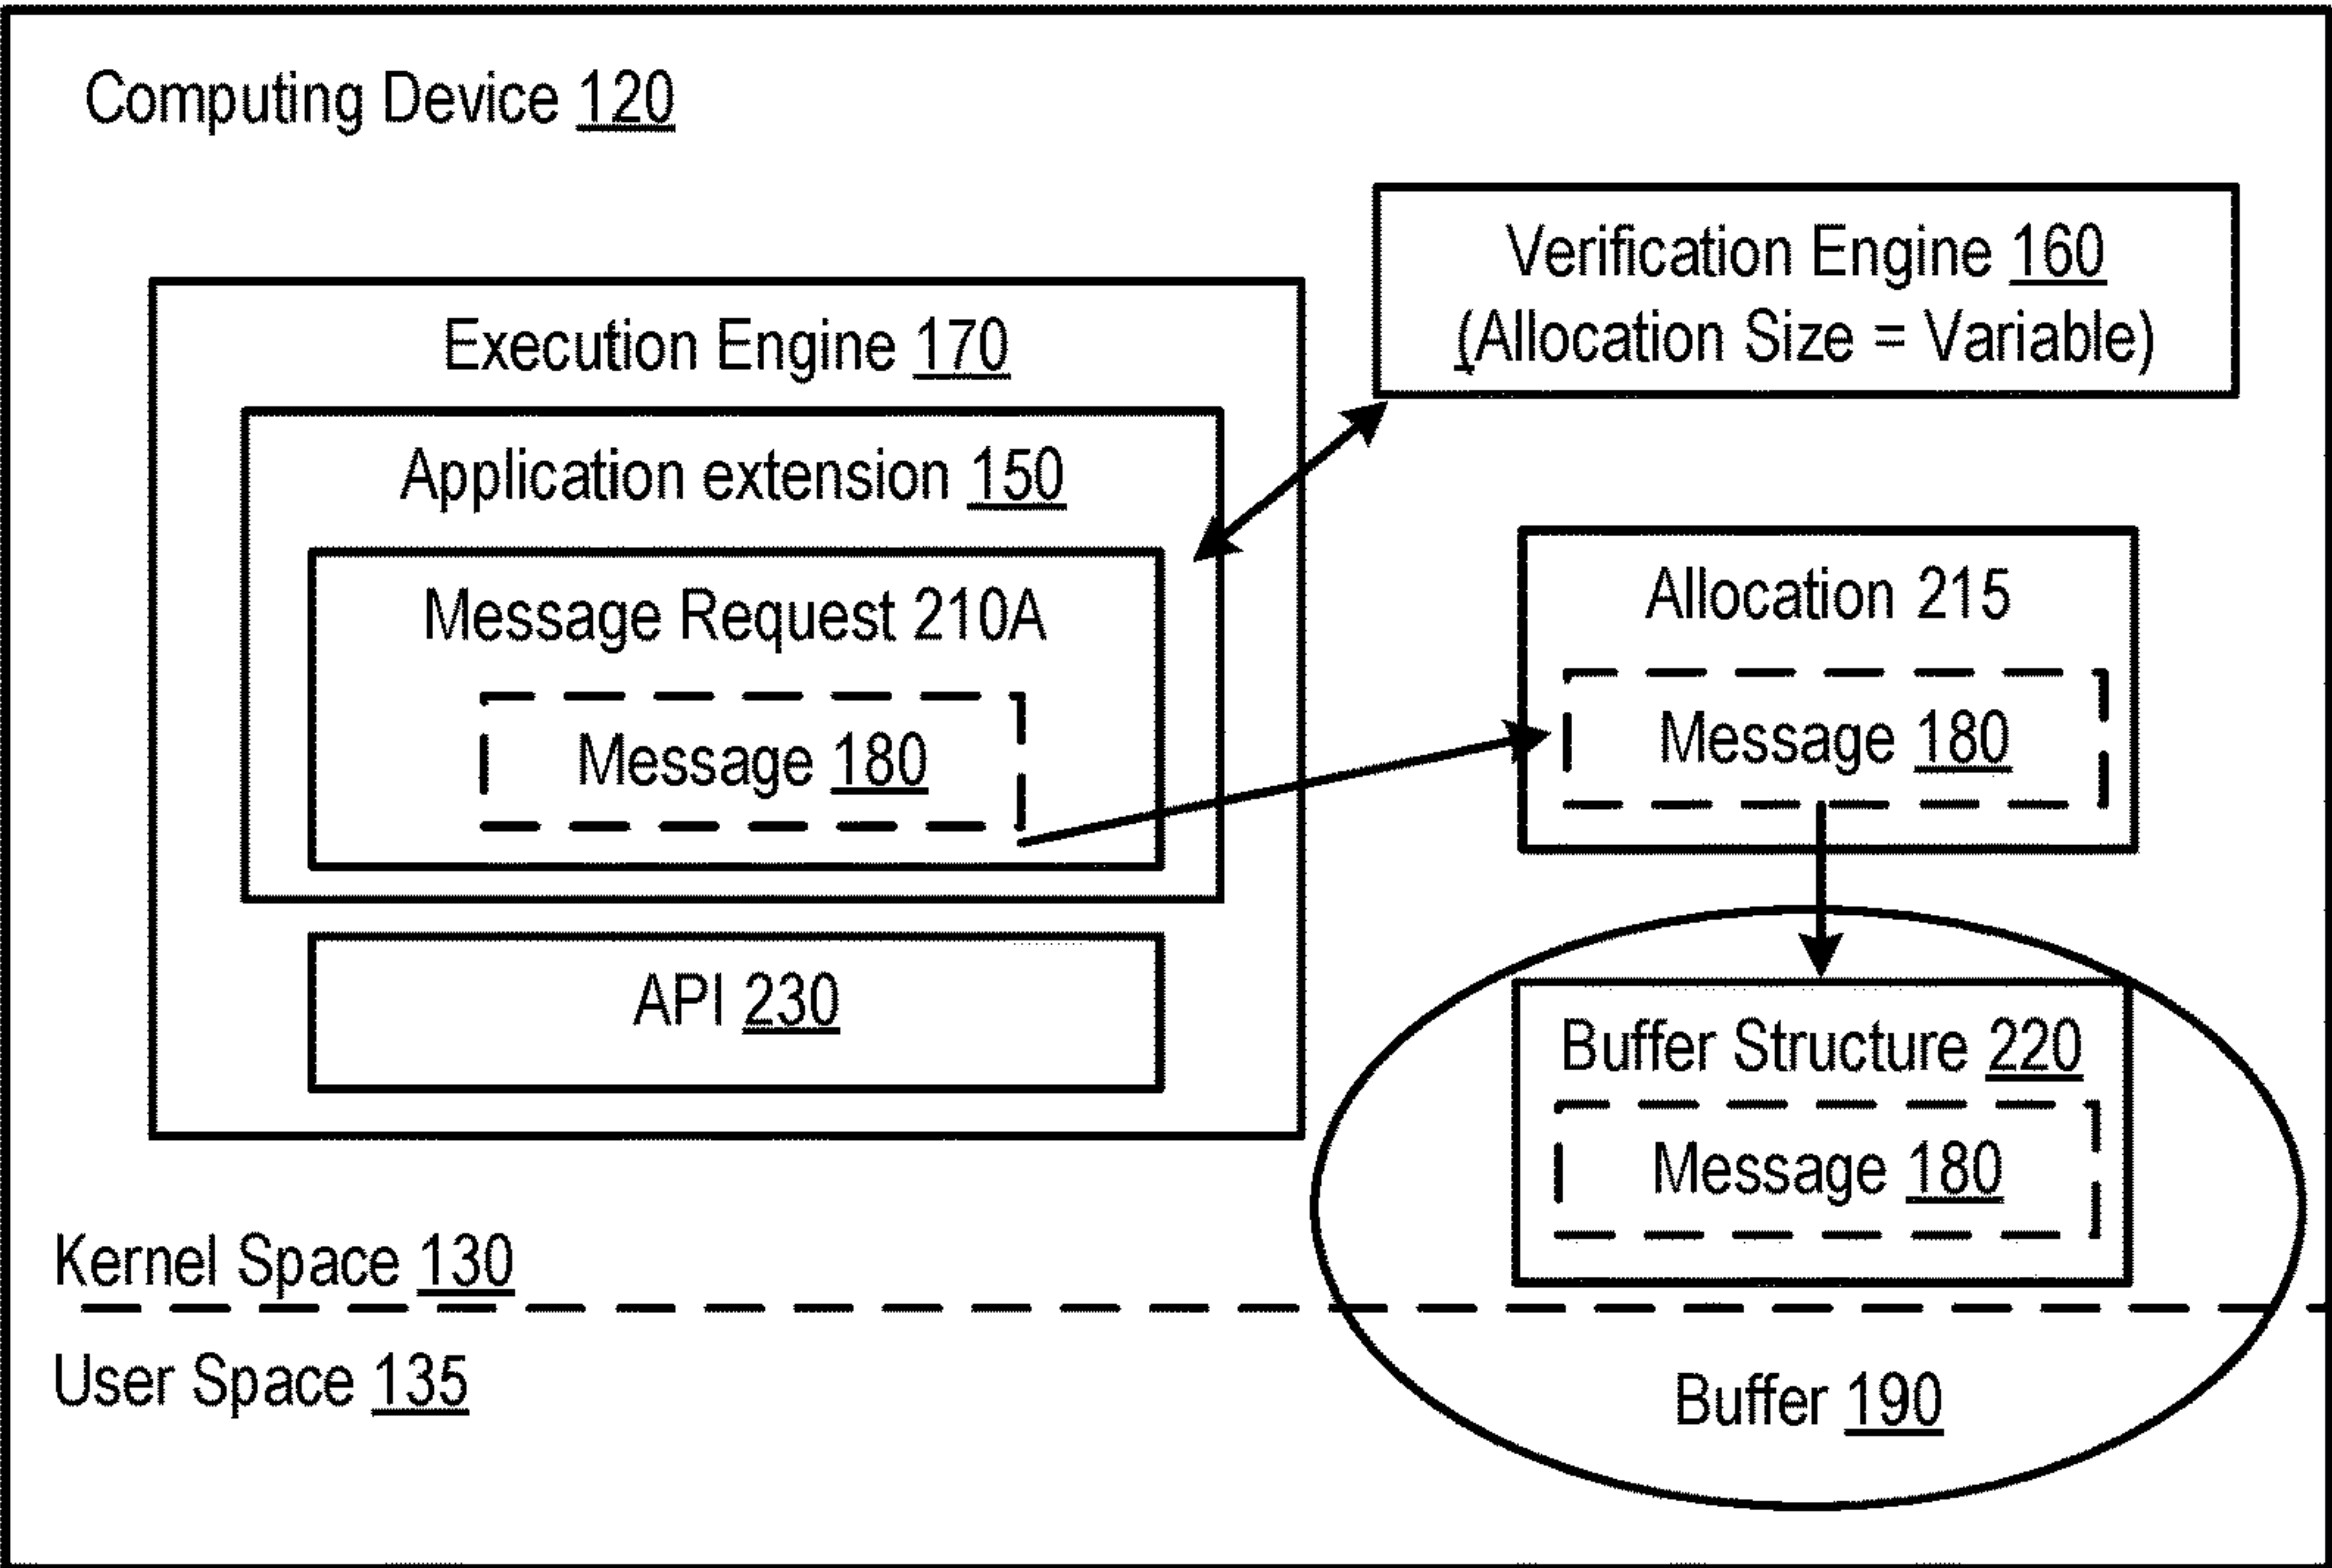 Computing Device 120
Verification Engine 160
(Allocation Size = Variable)
Execution Engine 170
Application extension 150
Message Request 210A
Message 180
API 230
Allocation 215
Message 180
Buffer Structure 220
Message 180
Kernel Space 130
User Space 135
Buffer 190